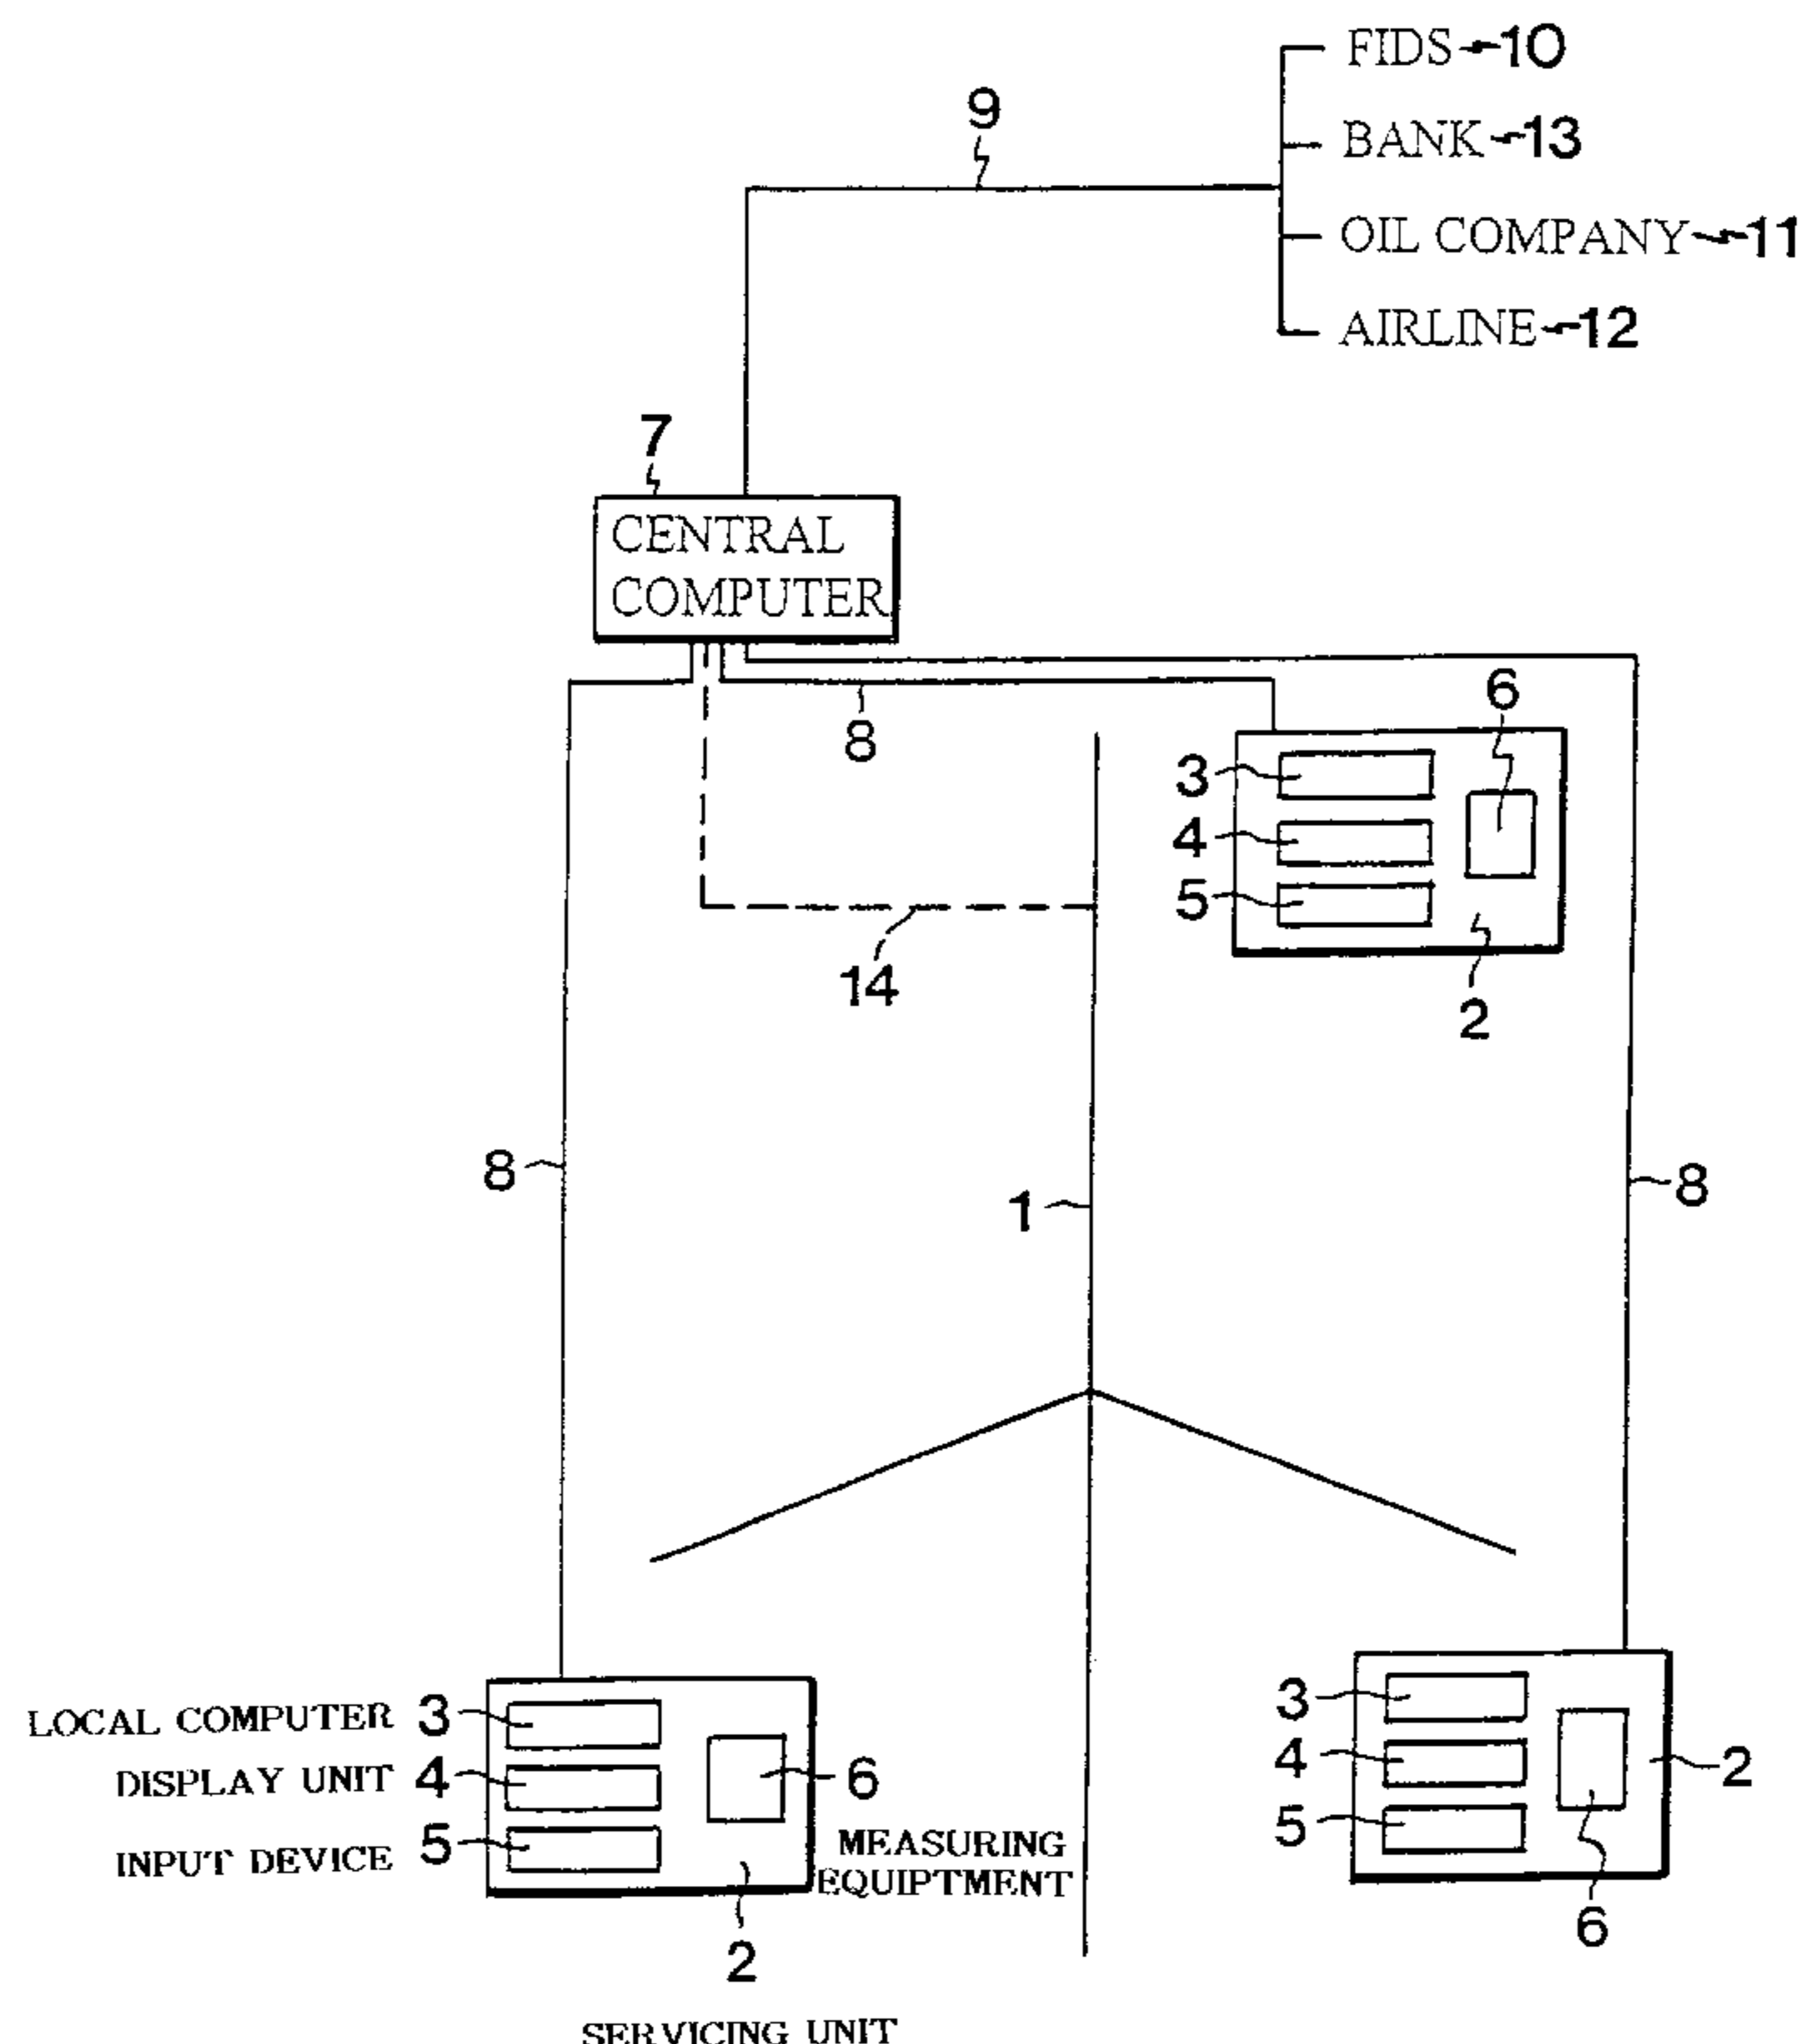 FIDS 10
9
BANK 13
OIL COMPANY 11
AIRLINE 12
7
CENTRAL
COMPUTER
8
6
3
4
5
14
2
8
1
8
LOCAL COMPUTER 3
DISPLAY UNIT 4
INPUT DEVICE 5
6
MEASURING
EQUIPTMENT
2
SERVICING UNIT
3
4
5
2
6